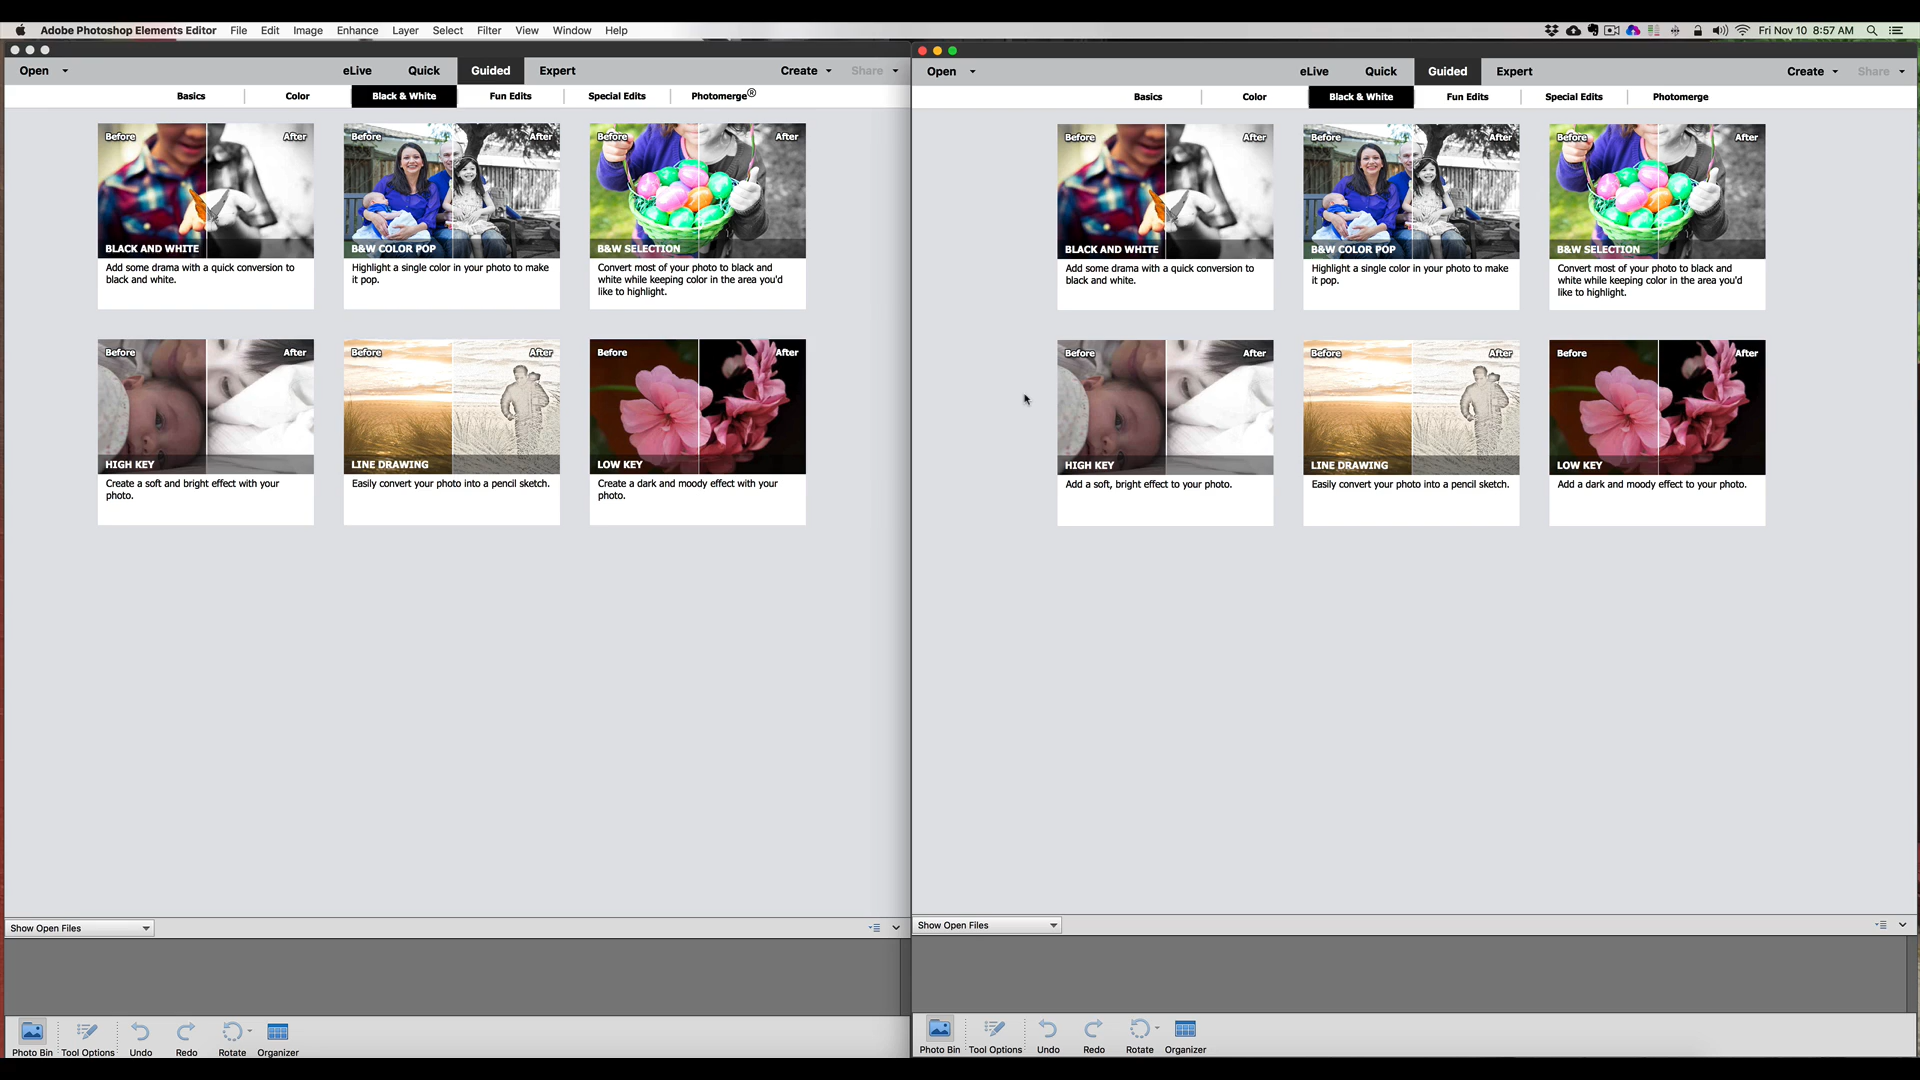 Adobe Photoshop Elements Editor File Edit Image Enhance Layer Select Filter View Window Help Fri Nov 10 8:57 AM
Open eLive Quick Guided Expert Create Share
Basics Color Black & White Fun Edits Special Edits Photomerge®
Before After Before After Before After
BLACK AND WHITE B&W COLOR POP B&W SELECTION
Add some drama with a quick conversion to
black and white.
Highlight a single color in your photo to make
it pop.
Convert most of your photo to black and
white while keeping color in the area you'd
like to highlight.
Before After Before After Before After
HIGH KEY LINE DRAWING LOW KEY
Create a soft and bright effect with your
photo.
Easily convert your photo into a pencil sketch.
Create a dark and moody effect with your
photo.
Show Open Files
Photo Bin Tool Options Undo Redo Rotate Organizer
Open eLive Quick Guided Expert Create Share
Basics Color Black & White Fun Edits Special Edits Photomerge
Before After Before After Before After
BLACK AND WHITE B&W COLOR POP B&W SELECTION
Add some drama with a quick conversion to
black and white.
Highlight a single color in your photo to make
it pop.
Convert most of your photo to black and
white while keeping color in the area you'd
like to highlight.
Before After Before After Before After
HIGH KEY LINE DRAWING LOW KEY
Add a soft, bright effect to your photo.
Easily convert your photo into a pencil sketch.
Add a dark and moody effect to your photo.
Show Open Files
Photo Bin Tool Options Undo Redo Rotate Organizer